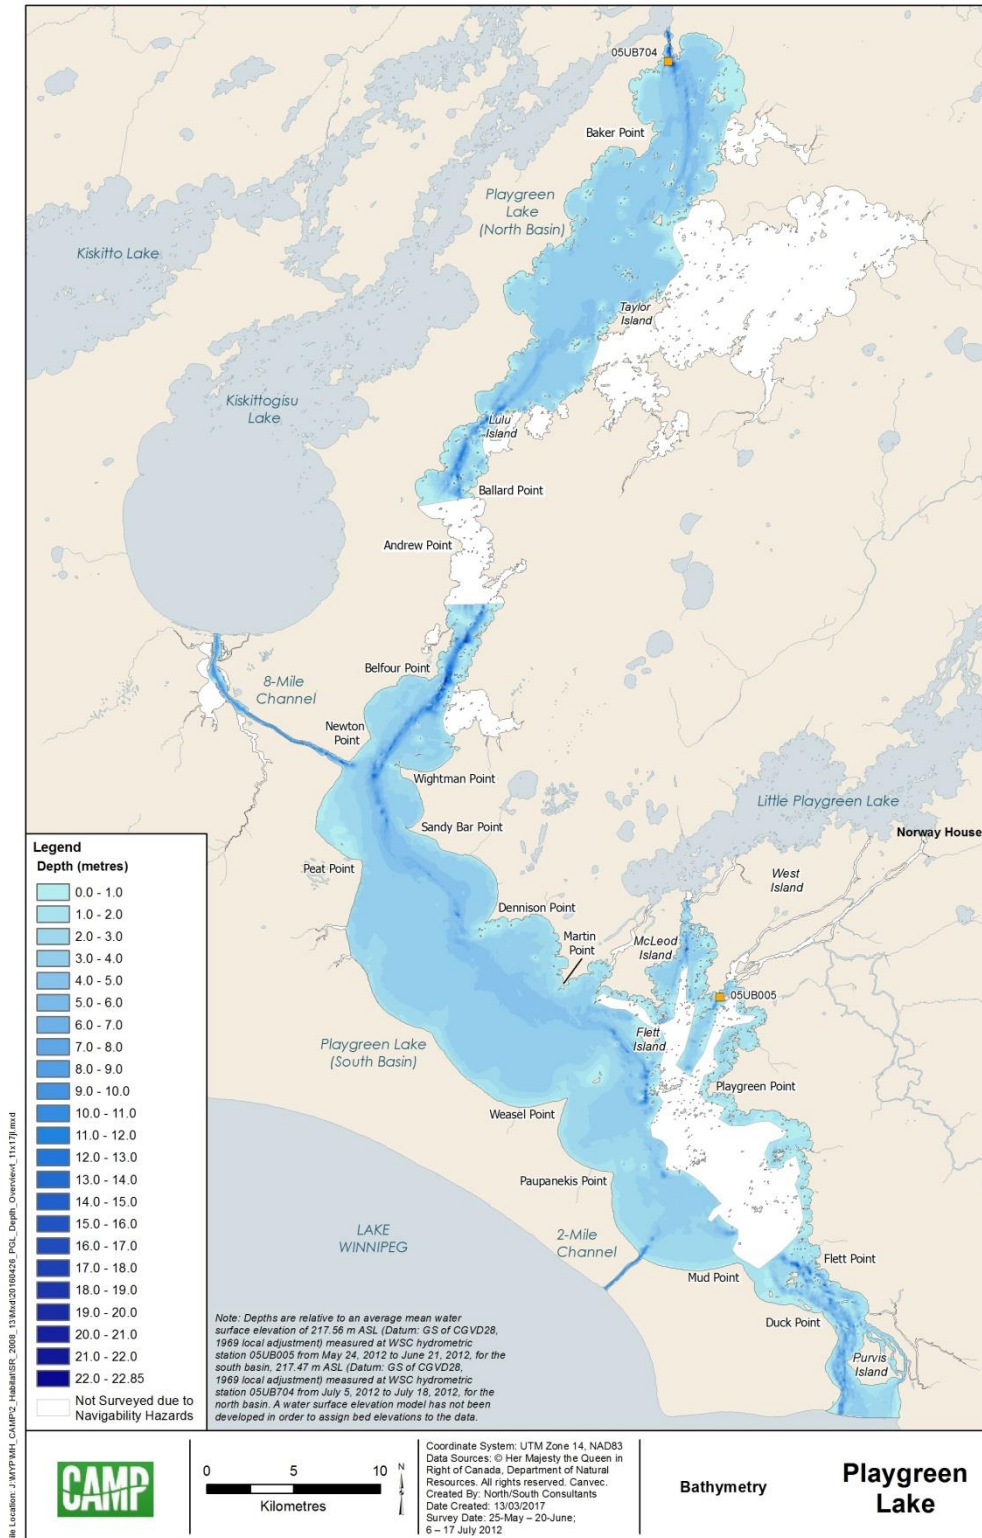 05UB704
Baker Point
Playgreen
Lake
(North Basin)
Kiskitto Lake
Taylor
Island
Kiskittogisu
Lake
Lulu
Island
Ballard Point
Andrew Point
Belfour Point
8-Mile
Channel
Newton
Point
Wightman Point
Little Playgreen Lake
Sandy Bar Point
Norway House
Peat Point
West
Island
Dennison Point
Martin
Point
McLeod
Island
05UB005
Flett
Island
Playgreen Lake
(South Basin)
Playgreen Point
Weasel Point
Paupanekis Point
LAKE
WINNIPEG
2-Mile
Channel
Flett Point
Mud Point
Duck Point
Purvis
Island
Legend
Depth (metres)
0.0 - 1.0
1.0 - 2.0
2.0 - 3.0
3.0 - 4.0
4.0 - 5.0
5.0 - 6.0
6.0 - 7.0
7.0 - 8.0
8.0 - 9.0
9.0 - 10.0
10.0 - 11.0
11.0 - 12.0
12.0 - 13.0
13.0 - 14.0
14.0 - 15.0
15.0 - 16.0
16.0 - 17.0
17.0 - 18.0
18.0 - 19.0
19.0 - 20.0
20.0 - 21.0
21.0 - 22.0
22.0 - 22.85
Not Surveyed due to
Navigability Hazards
Note: Depths are relative to an average mean water
surface elevation of 217.56 m ASL (Datum: GS of CGVD28,
1969 local adjustment) measured at WSC hydrometric
station 05UB005 from May 24, 2012 to June 21, 2012, for the
south basin, 217.47 m ASL (Datum: GS of CGVD28,
1969 local adjustment) measured at WSC hydrometric
station 05UB704 from July 5, 2012 to July 18, 2012, for the
north basin. A water surface elevation model has not been
developed in order to assign bed elevations to the data.
CAMP
0 5 10
Kilometres
N
S
Coordinate System: UTM Zone 14, NAD83
Data Sources: © Her Majesty the Queen in
Right of Canada, Department of Natural
Resources. All rights reserved. Canvec.
Created By: North/South Consultants
Date Created: 13/03/2017
Survey Date: 25-May – 20-June;
6 – 17 July 2012
Bathymetry
Playgreen
Lake